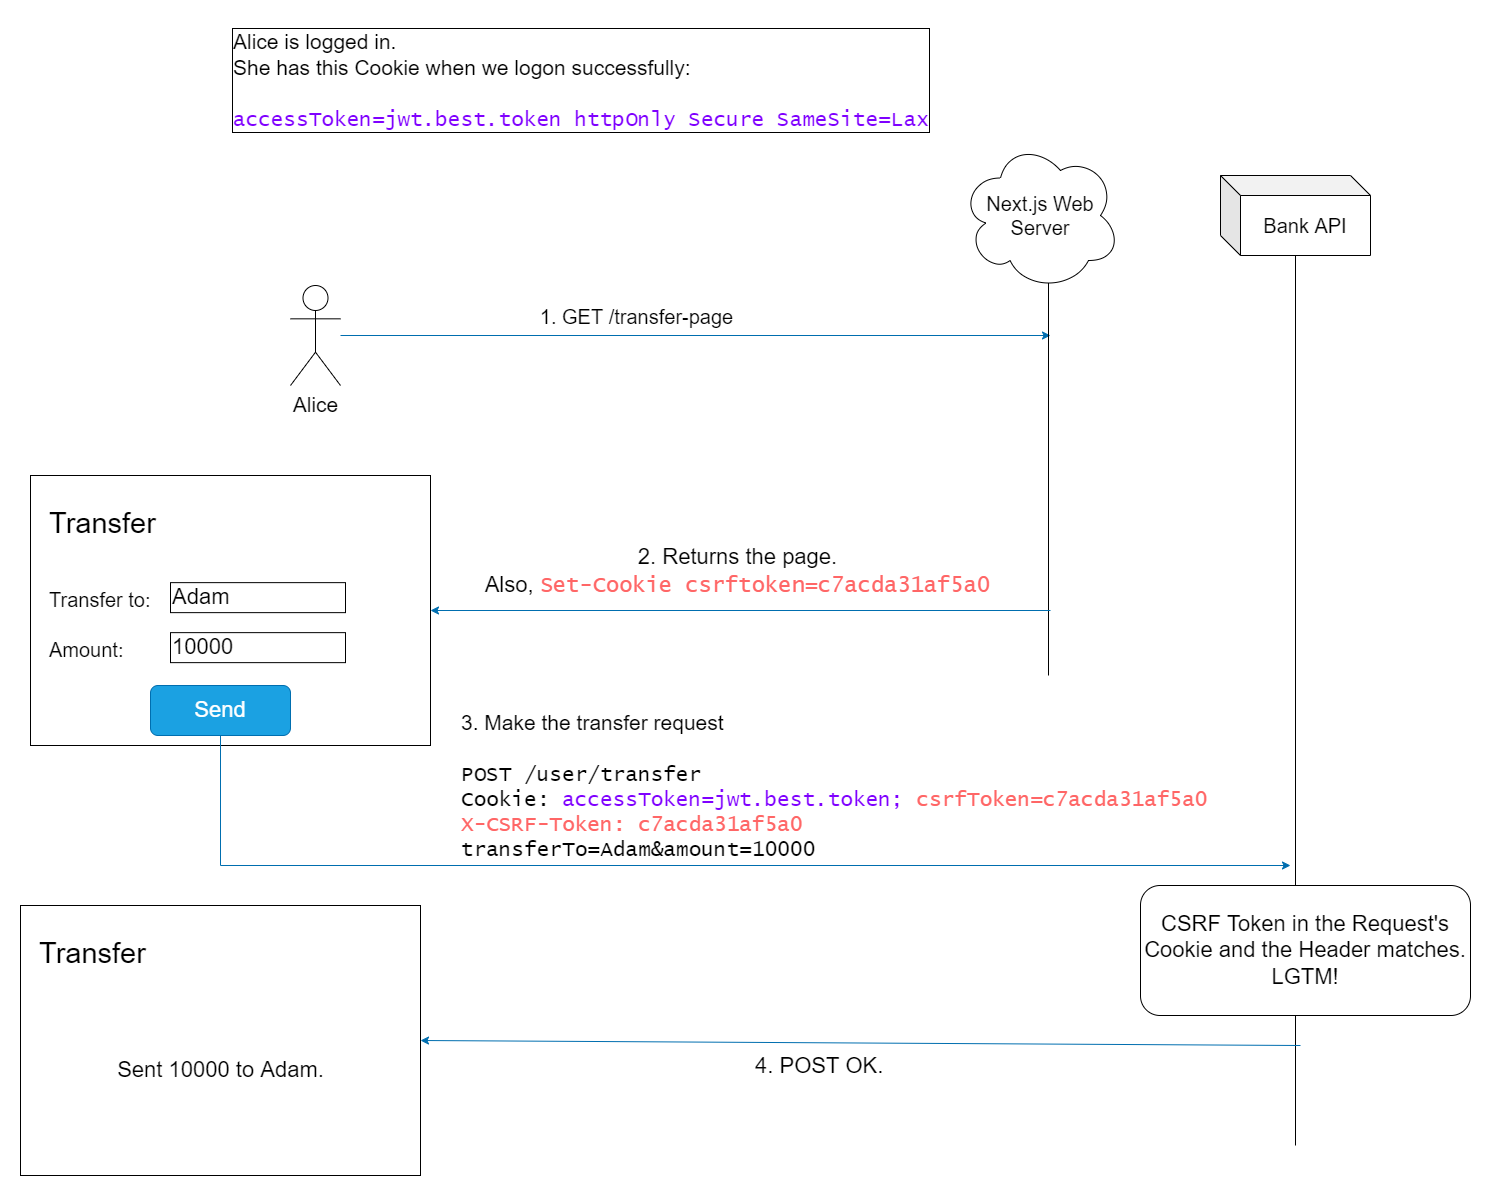 Alice is logged in.
She has this Cookie when we logon successfully:
accessToken=jwt.best.token httpOnly Secure SameSite=Lax
Next.js Web
Server
Bank API
1. GET /transfer-page
Alice
Transfer
Transfer to:
Adam
Amount:
10000
Send
2. Returns the page.
Also, Set-Cookie csrftoken=c7acda31af5a0
3. Make the transfer request
POST /user/transfer
Cookie: accessToken=jwt.best.token; csrfToken=c7acda31af5a0
X-CSRF-Token: c7acda31af5a0
transferTo=Adam&amount=10000
CSRF Token in the Request's
Cookie and the Header matches.
LGTM!
Transfer
Sent 10000 to Adam.
4. POST OK.